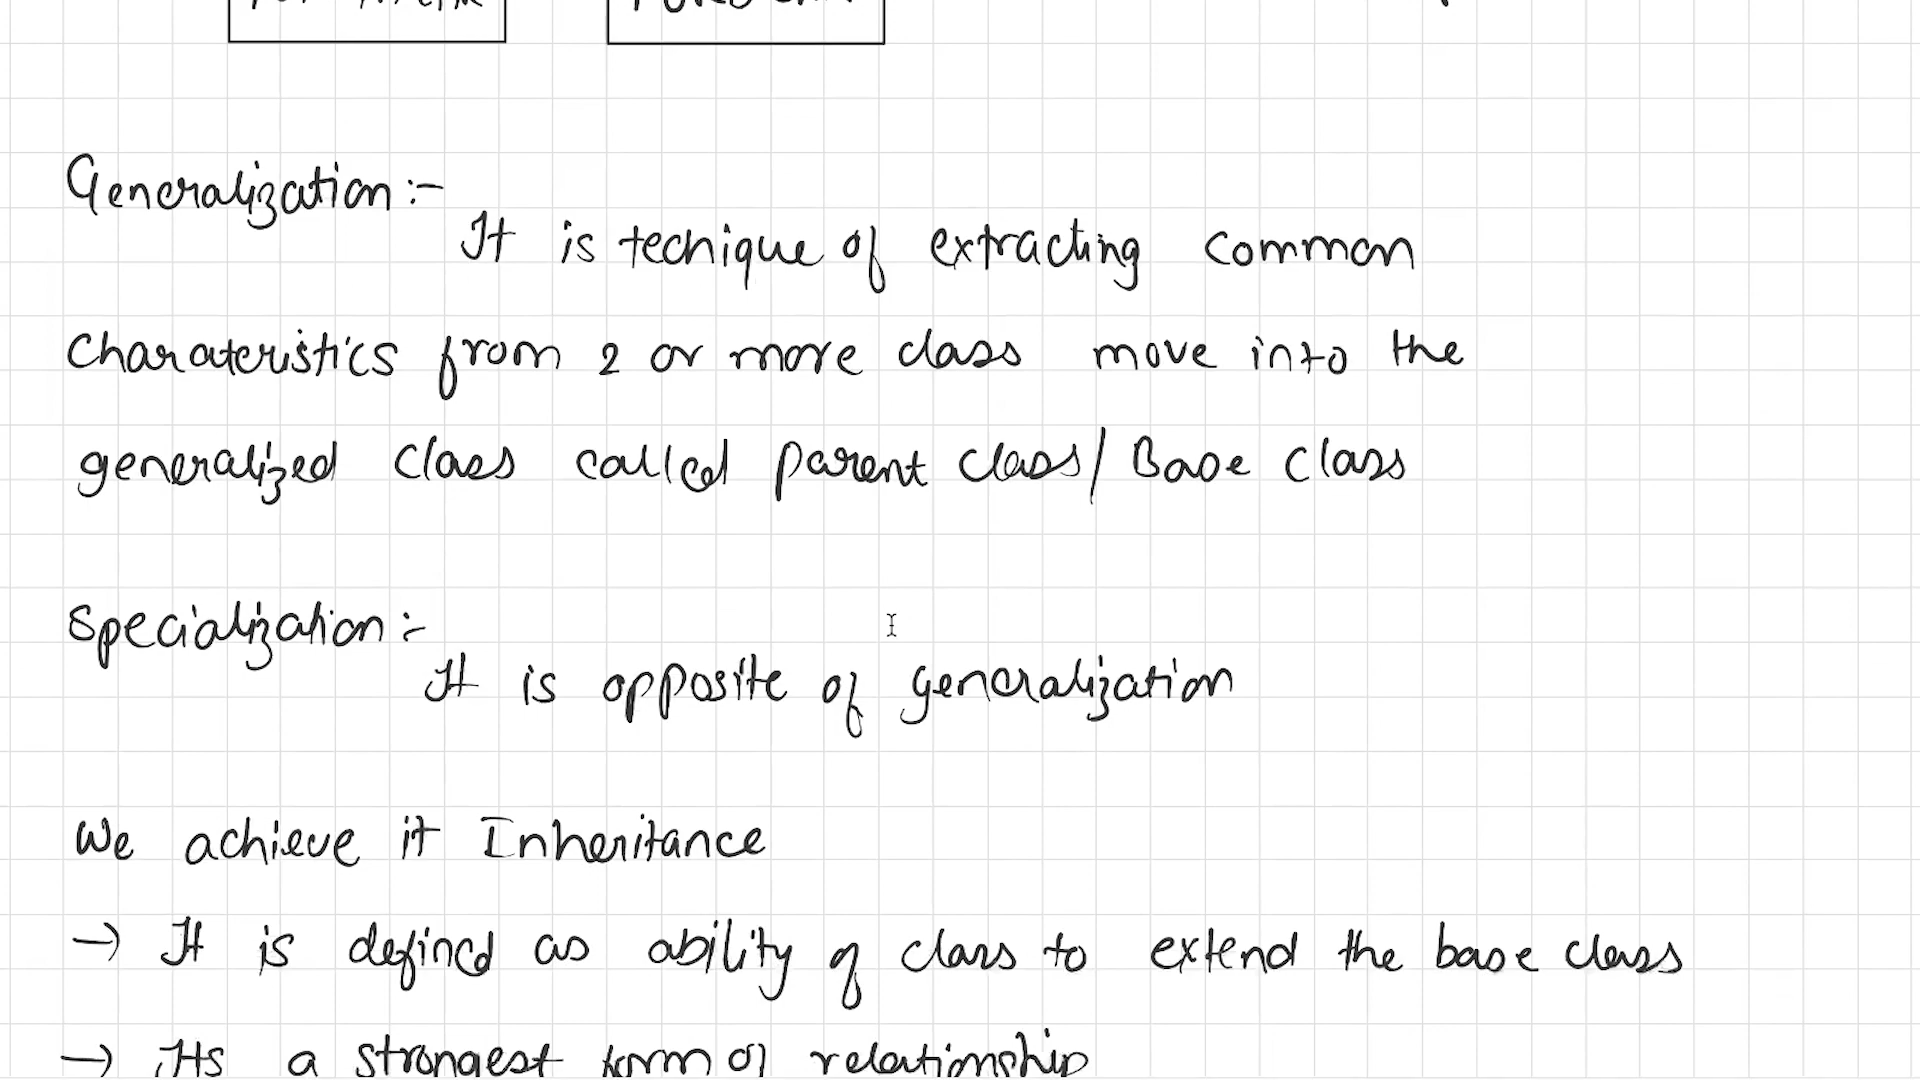 Generalization :-
It is techique of extracting common
charateristics from 2 or more class move into the
generalized class called parent class/ Base class
Specialization :-
It is opposite of generalization
We achieve it Inheritance
→ It is defined as ability of class to extend the base class
→ Its a strongest form of relationship